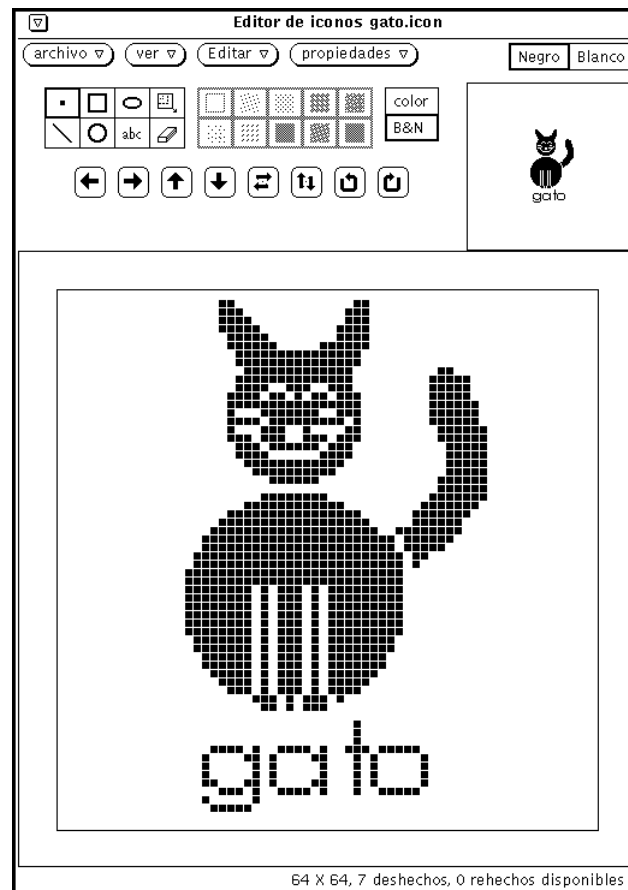 Editor de iconos gato.icon
archivo ver Editar propiedades Negro Blanco
abc color
B&N
gato
gato
64 X 64, 7 deshechos, 0 rehechos disponibles